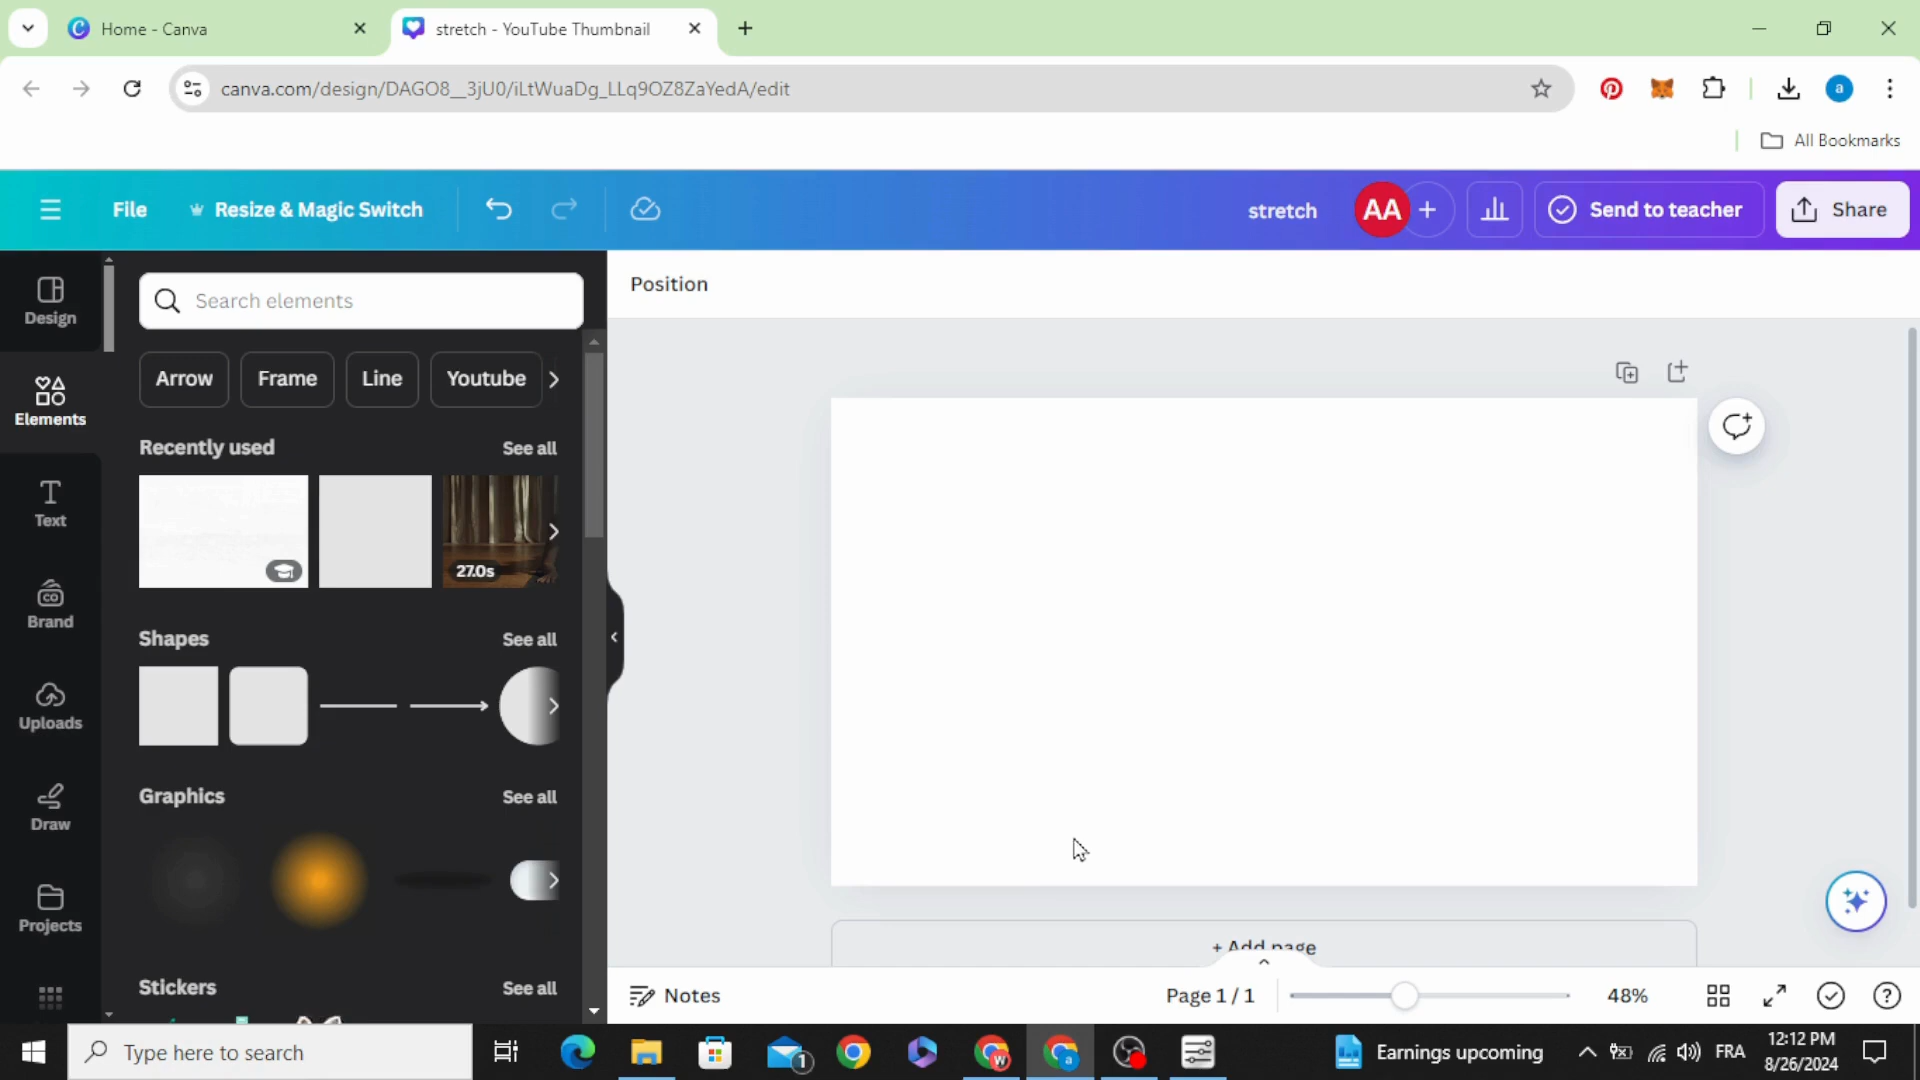 Home - Canva
stretch - YouTube Thumbnail
canva.com/design/DAGO8__3jU0/iLtWuaDg_LLq9OZ8ZaYedA/edit
a
All Bookmarks
File
Resize & Magic Switch
stretch
AA
Send to teacher
Share
Design
Elements
Text
Brand
Uploads
Draw
Projects
Search elements
Arrow
Frame
Line
Youtube
Recently used
See all
27.0s
Shapes
See all
Graphics
See all
Stickers
See all
Position
+ Add page
Notes
Page 1 / 1
48%
Type here to search
1
Earnings upcoming
FRA
12:12 PM
8/26/2024